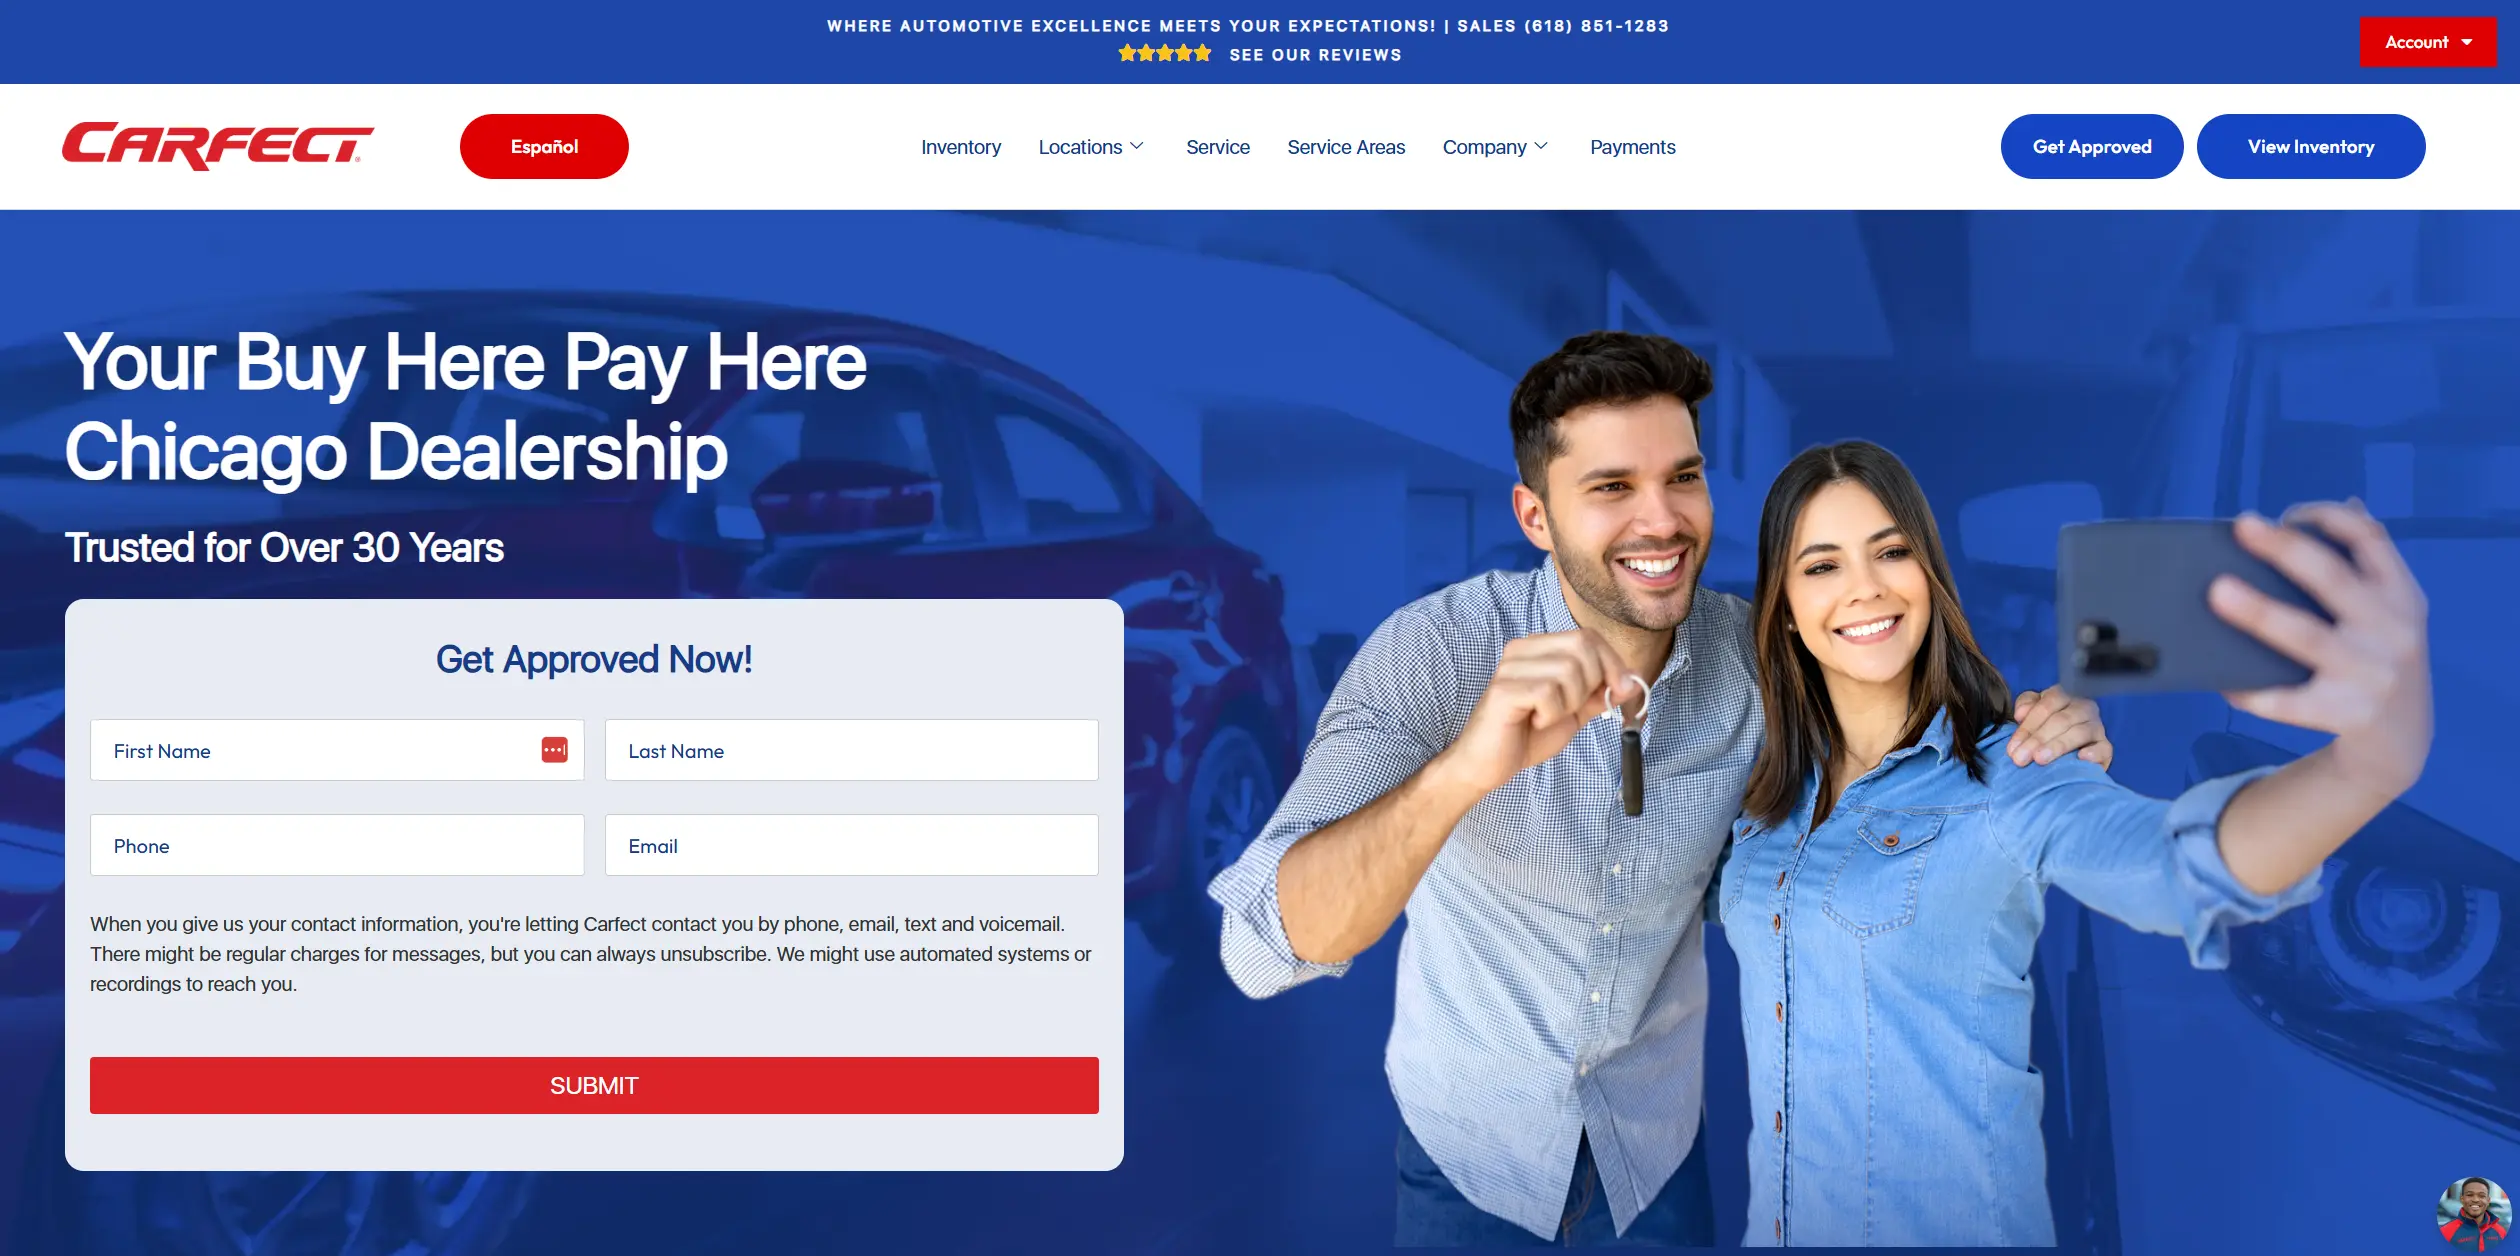 WHERE AUTOMOTIVE EXCELLENCE MEETS YOUR EXPECTATIONS! | SALES (618) 851-1283
SEE OUR REVIEWS
Account
CARFECT
Español
Inventory
Locations
Service
Service Areas
Company
Payments
Get Approved
View Inventory
Your Buy Here Pay Here
Chicago Dealership
Trusted for Over 30 Years
Get Approved Now!
First Name
Last Name
Phone
Email
When you give us your contact information, you're letting Carfect contact you by phone, email, text and voicemail.
There might be regular charges for messages, but you can always unsubscribe. We might use automated systems or
recordings to reach you.
SUBMIT